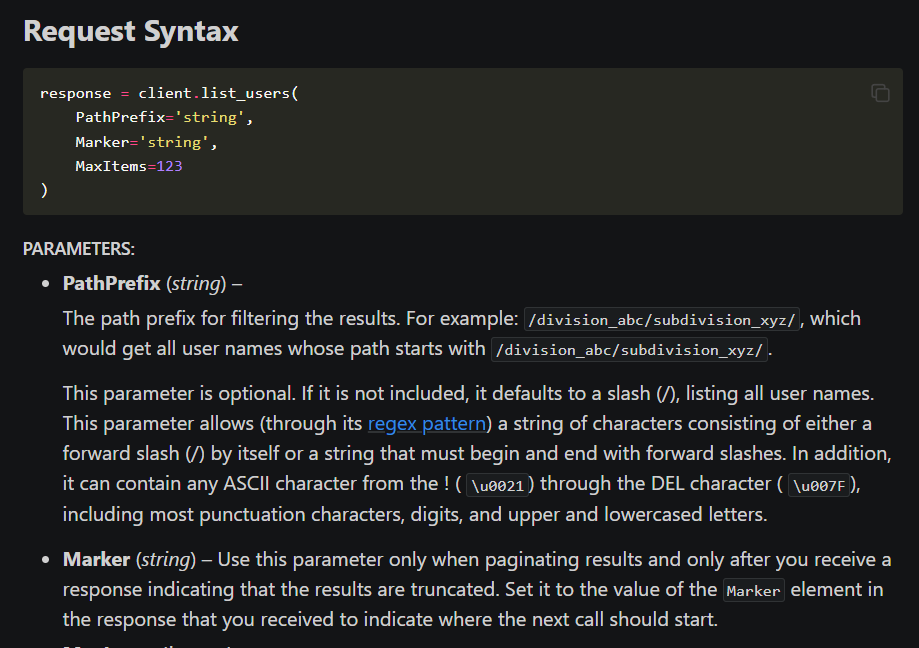 Request Syntax
response = client.list_users(
    PathPrefix='string',
    Marker='string',
    MaxItems=123
)
PARAMETERS:
• PathPrefix (string) –
The path prefix for filtering the results. For example: /division_abc/subdivision_xyz/, which
would get all user names whose path starts with /division_abc/subdivision_xyz/.
This parameter is optional. If it is not included, it defaults to a slash (/), listing all user names.
This parameter allows (through its regex pattern) a string of characters consisting of either a
forward slash (/) by itself or a string that must begin and end with forward slashes. In addition,
it can contain any ASCII character from the ! ( \u0021) through the DEL character ( \u007F),
including most punctuation characters, digits, and upper and lowercased letters.
• Marker (string) – Use this parameter only when paginating results and only after you receive a
response indicating that the results are truncated. Set it to the value of the Marker element in
the response that you received to indicate where the next call should start.